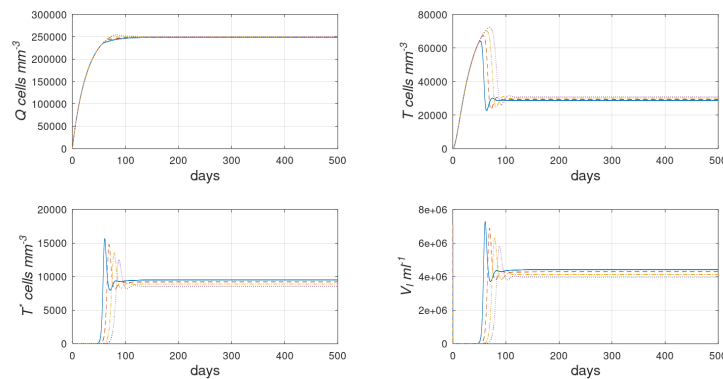 300000
250000
200000
150000
100000
50000
0
Q cells mm-3
0 100 200 300 400 500
days
80000
60000
40000
20000
0
T cells mm-3
0 100 200 300 400 500
days
20000
15000
10000
5000
0
T* cells mm-3
0 100 200 300 400 500
days
8e+06
6e+06
4e+06
2e+06
0
VI ml-1
0 100 200 300 400 500
days